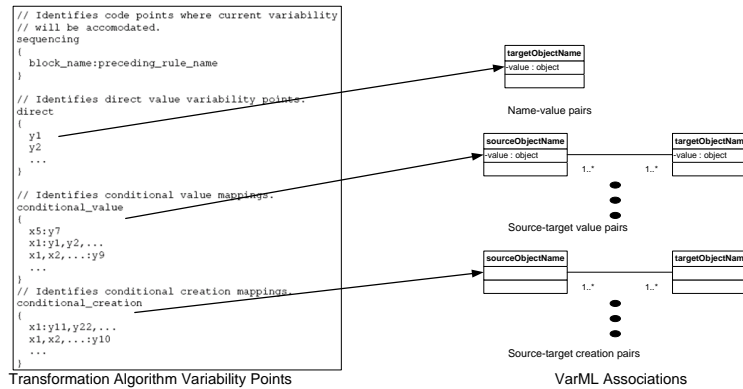 // Identifies code points where current variability
// will be accomodated.
sequencing
{
block_name:preceding_rule_name
}
// Identifies direct value variability points.
direct
{
y1
y2
...
}
// Identifies conditional value mappings.
conditional_value
{
x5:y7
x1:y1,y2,...
x1,x2,...:y9
...
}
// Identifies conditional creation mappings.
conditional_creation
{
x1:y11,y22,...
x1,x2,...:y10
...
}
Transformation Algorithm Variability Points
targetObjectName
-value : object
Name-value pairs
sourceObjectName
-value : object
1..*
1..*
targetObjectName
-value : object
Source-target value pairs
sourceObjectName
1..*
1..*
targetObjectName
Source-target creation pairs
VarML Associations